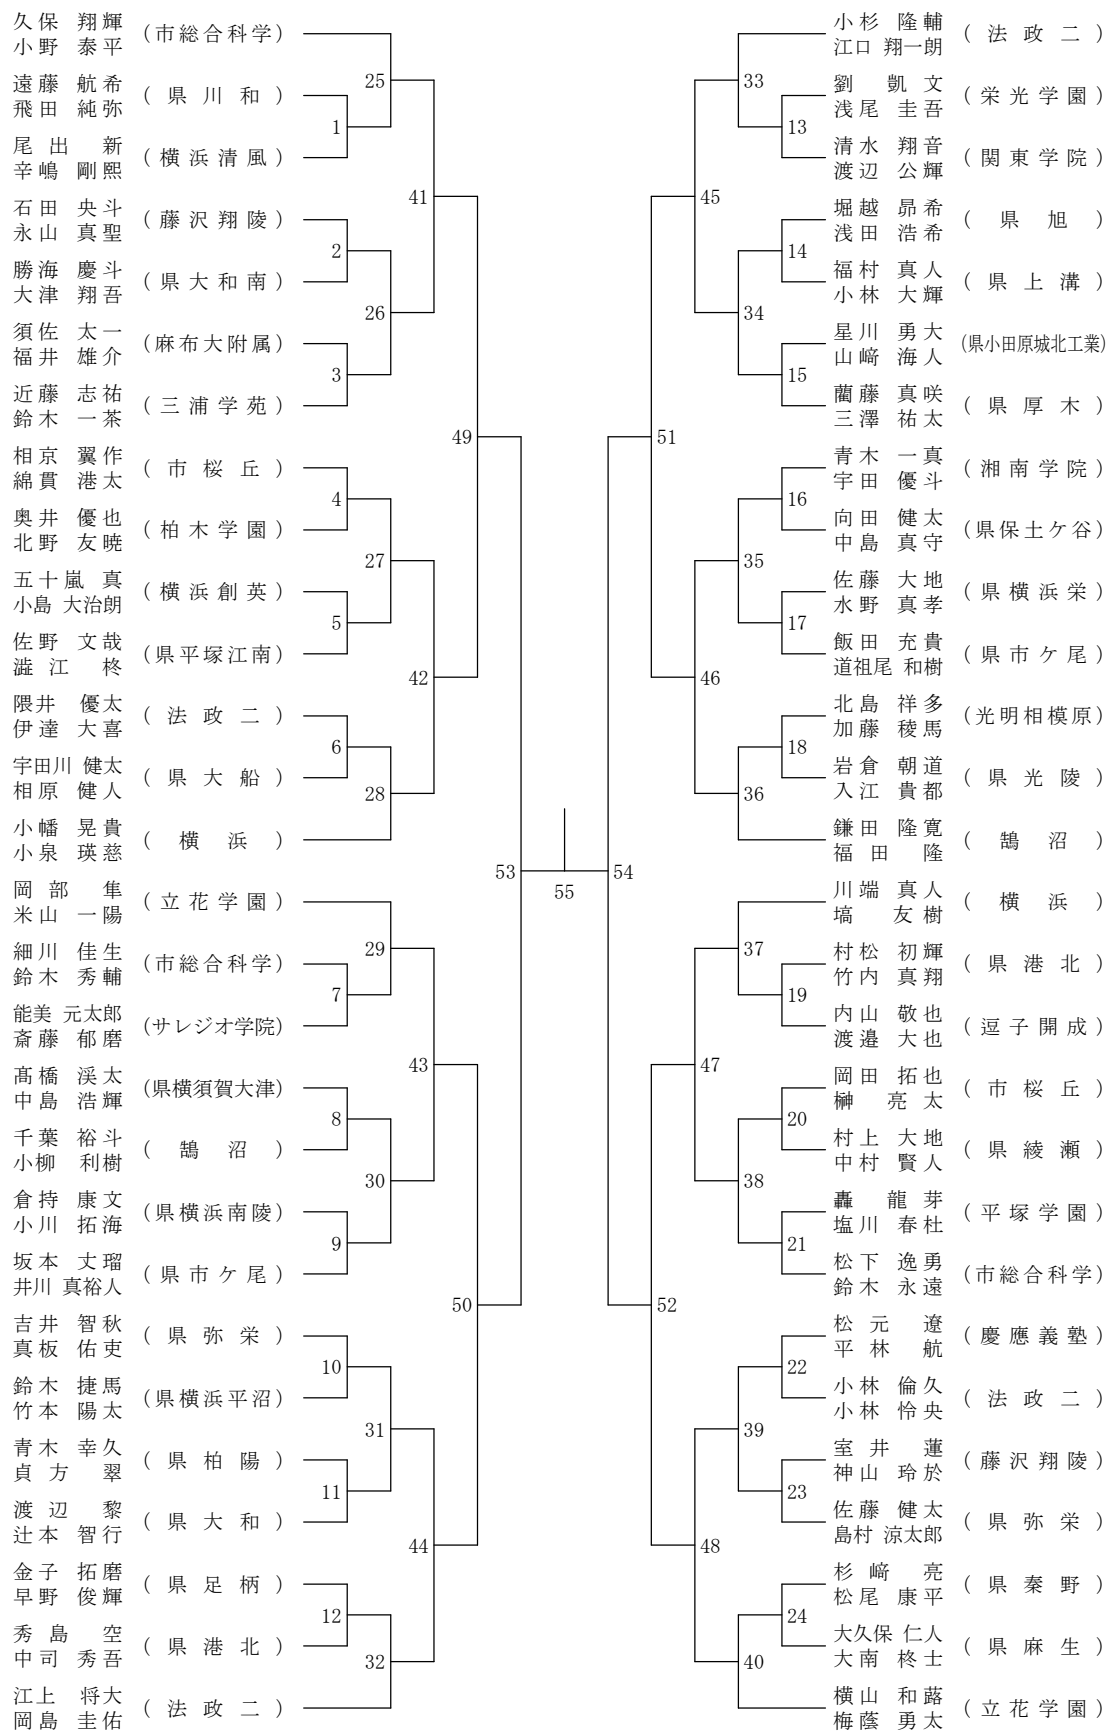 久保 翔輝
小野 泰平
(市総合科学)
遠藤 航希
飛田 純弥
(県川和)
尾出 新
辛嶋 剛熙
(横浜清風)
石田 央斗
永山 真聖
(藤沢翔陵)
勝海 慶斗
大津 翔吾
(県大和南)
須佐 太一
福井 雄介
(麻布大附属)
近藤 志祐
鈴木 一茶
(三浦学苑)
相京 翼作
綿貫 港太
(市桜丘)
奥井 優也
北野 友暁
(柏木学園)
五十嵐 真
小島 大治朗
(横浜創英)
佐野 文哉
澁江 柊
(県平塚江南)
隈井 優太
伊達 大喜
(法政二)
宇田川 健太
相原 健人
(県大船)
小幡 晃貴
小泉 瑛慈
(横浜)
岡部 隼
米山 一陽
(立花学園)
細川 佳生
鈴木 秀輔
(市総合科学)
能美 元太郎
斎藤 郁磨
(サレジオ学院)
髙橋 渓太
中島 浩輝
(県横須賀大津)
千葉 裕斗
小柳 利樹
(鵠沼)
倉持 康文
小川 拓海
(県横浜南陵)
坂本 丈瑠
井川 真裕人
(県市ケ尾)
吉井 智秋
真板 佑吏
(県弥栄)
鈴木 捷馬
竹本 陽太
(県横浜平沼)
青木 幸久
貞方 翠
(県柏陽)
渡辺 黎
辻本 智行
(県大和)
金子 拓磨
早野 俊輝
(県足柄)
秀島 空
中司 秀吾
(県港北)
江上 将大
岡島 圭佑
(法政二)
1
2
3
4
5
6
7
8
9
10
11
12
25
26
27
28
29
30
31
32
41
42
43
44
49
50
53
55
54
51
52
45
46
47
48
33
34
35
36
37
38
39
40
13
14
15
16
17
18
19
20
21
22
23
24
小杉 隆輔
江口 翔一朗
(法政二)
劉 凱文
浅尾 圭吾
(栄光学園)
清水 翔音
渡辺 公輝
(関東学院)
堀越 昴希
浅田 浩希
(県旭)
福村 真人
小林 大輝
(県上溝)
星川 勇大
山﨑 海人
(県小田原城北工業)
藺藤 真咲
三澤 祐太
(県厚木)
青木 一真
宇田 優斗
(湘南学院)
向田 健太
中島 真守
(県保土ケ谷)
佐藤 大地
水野 真孝
(県横浜栄)
飯田 充貴
道祖尾 和樹
(県市ケ尾)
北島 祥多
加藤 稜馬
(光明相模原)
岩倉 朝道
入江 貴都
(県光陵)
鎌田 隆寛
福田 隆
(鵠沼)
川端 真人
塙 友樹
(横浜)
村松 初輝
竹内 真翔
(県港北)
内山 敬也
渡邉 大也
(逗子開成)
岡田 拓也
榊 亮太
(市桜丘)
村上 大地
中村 賢人
(県綾瀬)
轟 龍芽
塩川 春杜
(平塚学園)
松下 逸勇
鈴木 永遠
(市総合科学)
松元 遼
平林 航
(慶應義塾)
小林 倫久
小林 怜央
(法政二)
室井 蓮
神山 玲於
(藤沢翔陵)
佐藤 健太
島村 涼太郎
(県弥栄)
杉﨑 亮
松尾 康平
(県秦野)
大久保 仁人
大南 柊士
(県麻生)
横山 和蕗
梅蔭 勇太
(立花学園)